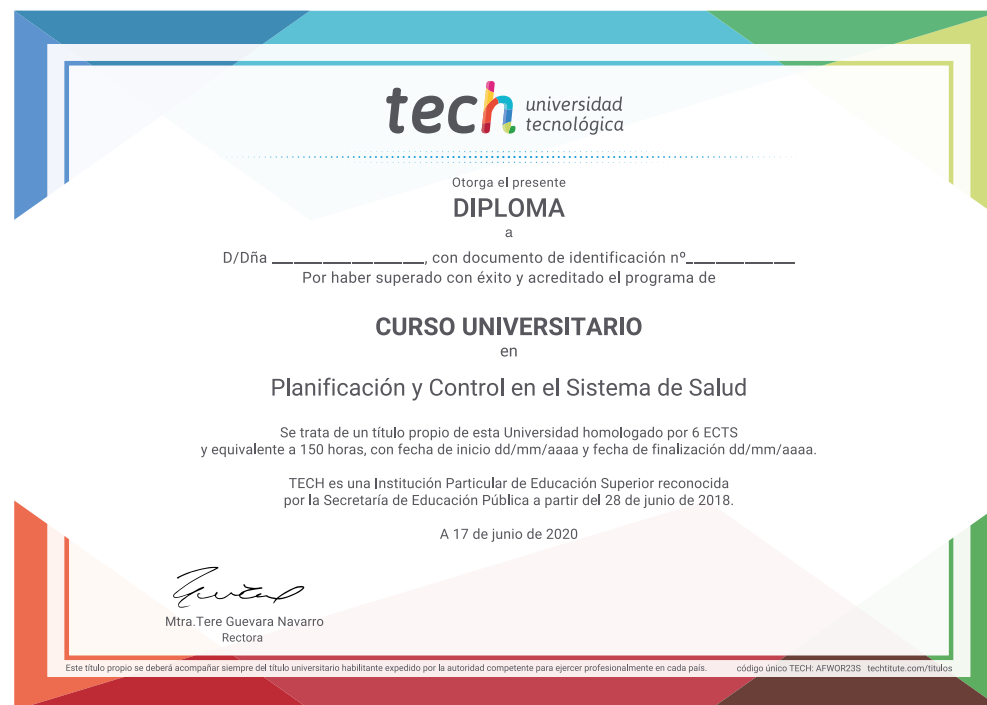 tech universidad
tecnológica
Otorga el presente
DIPLOMA
a
D/Dña ______________, con documento de identificación nº__________
Por haber superado con éxito y acreditado el programa de
CURSO UNIVERSITARIO
en
Planificación y Control en el Sistema de Salud
Se trata de un título propio de esta Universidad homologado por 6 ECTS
y equivalente a 150 horas, con fecha de inicio dd/mm/aaaa y fecha de finalización dd/mm/aaaa.
TECH es una Institución Particular de Educación Superior reconocida
por la Secretaría de Educación Pública a partir del 28 de junio de 2018.
A 17 de junio de 2020
Mtra.Tere Guevara Navarro
Rectora
Este título propio se deberá acompañar siempre del título universitario habilitante expedido por la autoridad competente para ejercer profesionalmente en cada país. código único TECH: AFWOR23S techtitute.com/titulos